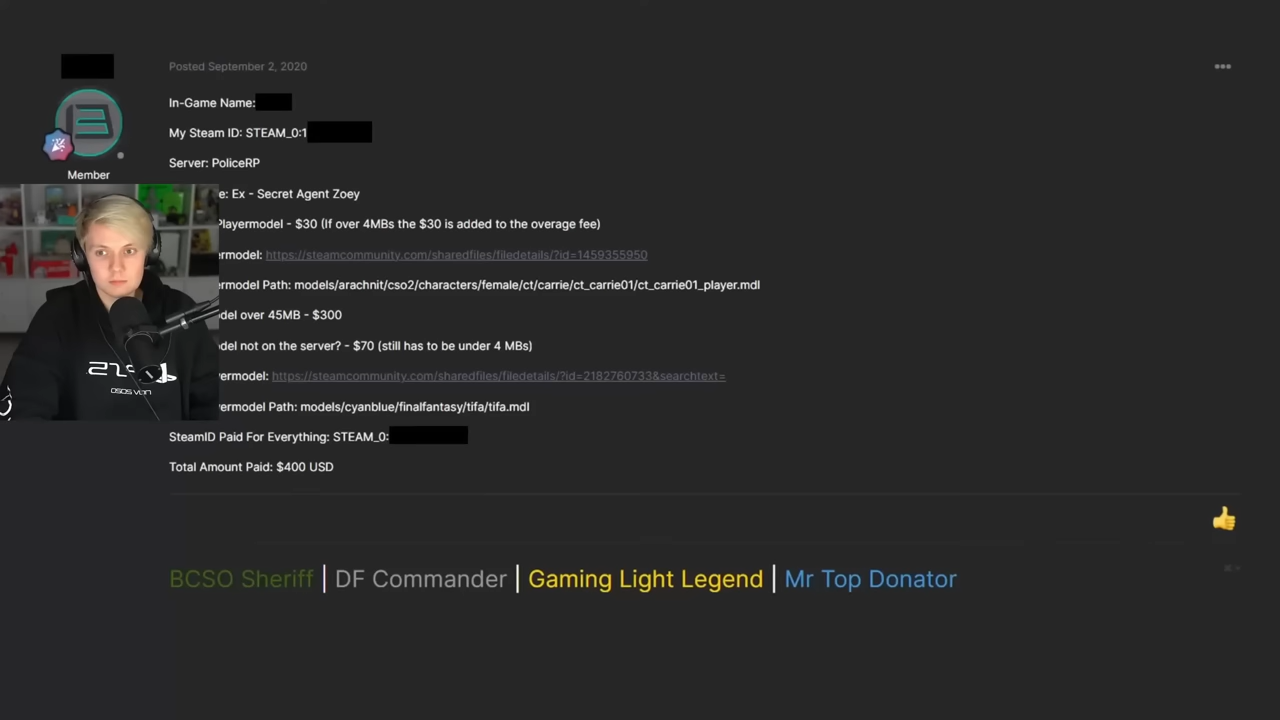 Posted September 2, 2020
In-Game Name:
My Steam ID: STEAM_0:1
Server: PoliceRP
Member
e: Ex - Secret Agent Zoey
Playermodel - $30 (If over 4MBs the $30 is added to the overage fee)
ermodel: https://steamcommunity.com/sharedfiles/filedetails/?id=1459355950
ermodel Path: models/arachnit/cso2/characters/female/ct/carrie/ct_carrie01/ct_carrie01_player.mdl
del over 45MB - $300
del not on the server? - $70 (still has to be under 4 MBs)
ermodel: https://steamcommunity.com/sharedfiles/filedetails/?id=2182760733&searchtext=
ermodel Path: models/cyanblue/finalfantasy/tifa/tifa.mdl
SteamID Paid For Everything: STEAM_0:
Total Amount Paid: $400 USD
BCSO Sheriff | DF Commander | Gaming Light Legend | Mr Top Donator